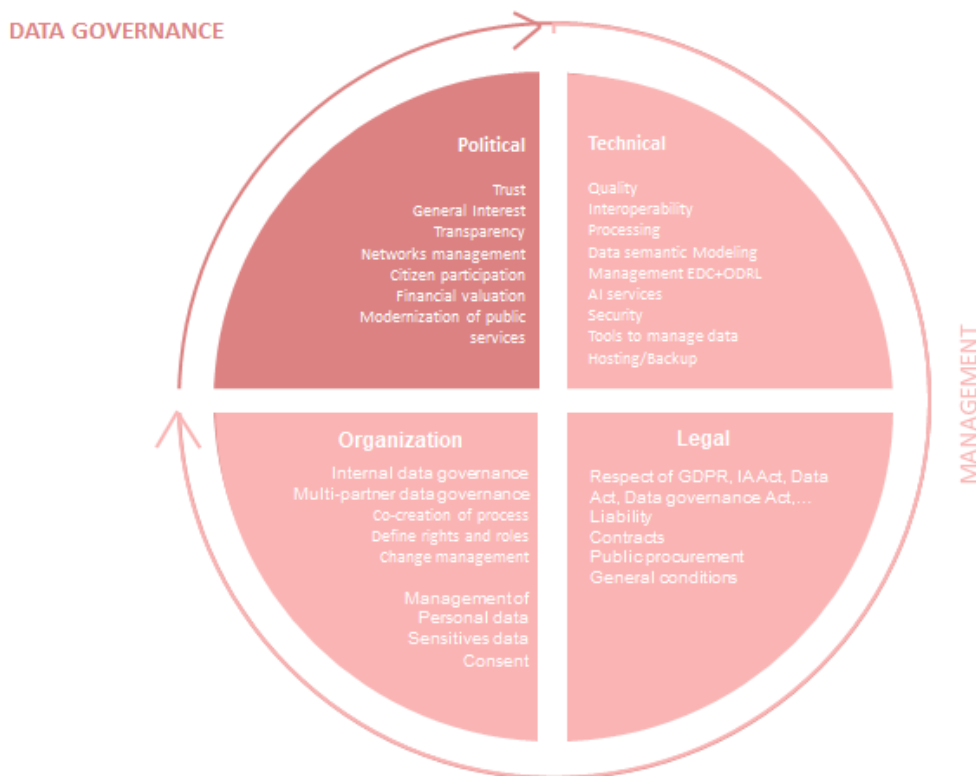 DATA GOVERNANCE
Political
Trust
General Interest
Transparency
Networks management
Citizen participation
Financial valuation
Modernization of public
services
Technical
Quality
Interoperability
Processing
Data semantic Modeling
Management EDC+ODRL
AI services
Security
Tools to manage data
Hosting/Backup
MANAGEMENT
Organization
Internal data governance
Multi-partner data governance
Co-creation of process
Define rights and roles
Change management
Management of
Personal data
Sensitives data
Consent
Legal
Respect of GDPR, IA Act, Data
Act, Data governance Act,...
Liability
Contracts
Public procurement
General conditions